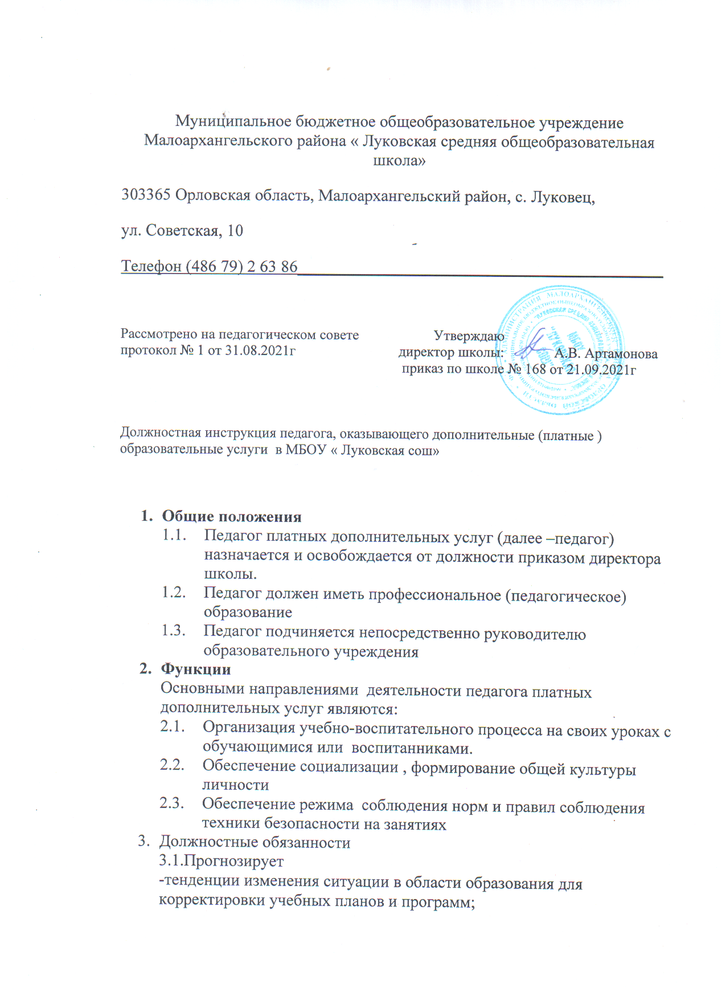 Муниципальное бюджетное общеобразовательное учреждение
Малоархангельского района « Луковская средняя общеобразовательная
школа»
303365 Орловская область, Малоархангельский район, с. Луковец,
ул. Советская, 10
Телефон (486 79) 2 63 86
Рассмотрено на педагогическом совете
протокол № 1 от 31.08.2021г
Утверждаю
директор школы: А.В. Артамонова
приказ по школе № 168 от 21.09.2021г
Должностная инструкция педагога, оказывающего дополнительные (платные )
образовательные услуги в МБОУ « Луковская сош»
1. Общие положения
1.1. Педагог платных дополнительных услуг (далее –педагог)
назначается и освобождается от должности приказом директора
школы.
1.2. Педагог должен иметь профессиональное (педагогическое)
образование
1.3. Педагог подчиняется непосредственно руководителю
образовательного учреждения
2. Функции
Основными направлениями деятельности педагога платных
дополнительных услуг являются:
2.1. Организация учебно-воспитательного процесса на своих уроках с
обучающимися или воспитанниками.
2.2. Обеспечение социализации , формирование общей культуры
личности
2.3. Обеспечение режима соблюдения норм и правил соблюдения
техники безопасности на занятиях
3. Должностные обязанности
3.1.Прогнозирует
-тенденции изменения ситуации в области образования для
корректировки учебных планов и программ;